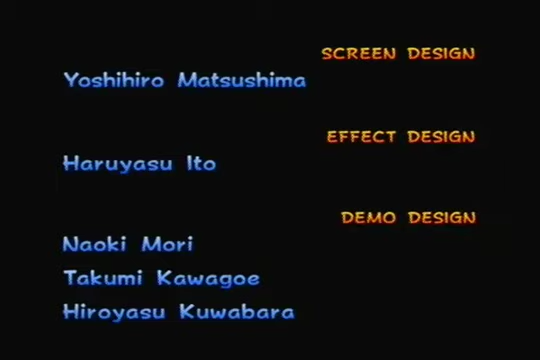 SCREEN DESIGN
Yoshihiro Matsushima
EFFECT DESIGN
Haruyasu Ito
DEMO DESIGN
Naoki Mori
Takumi Kawagoe
Hiroyasu Kuwabara